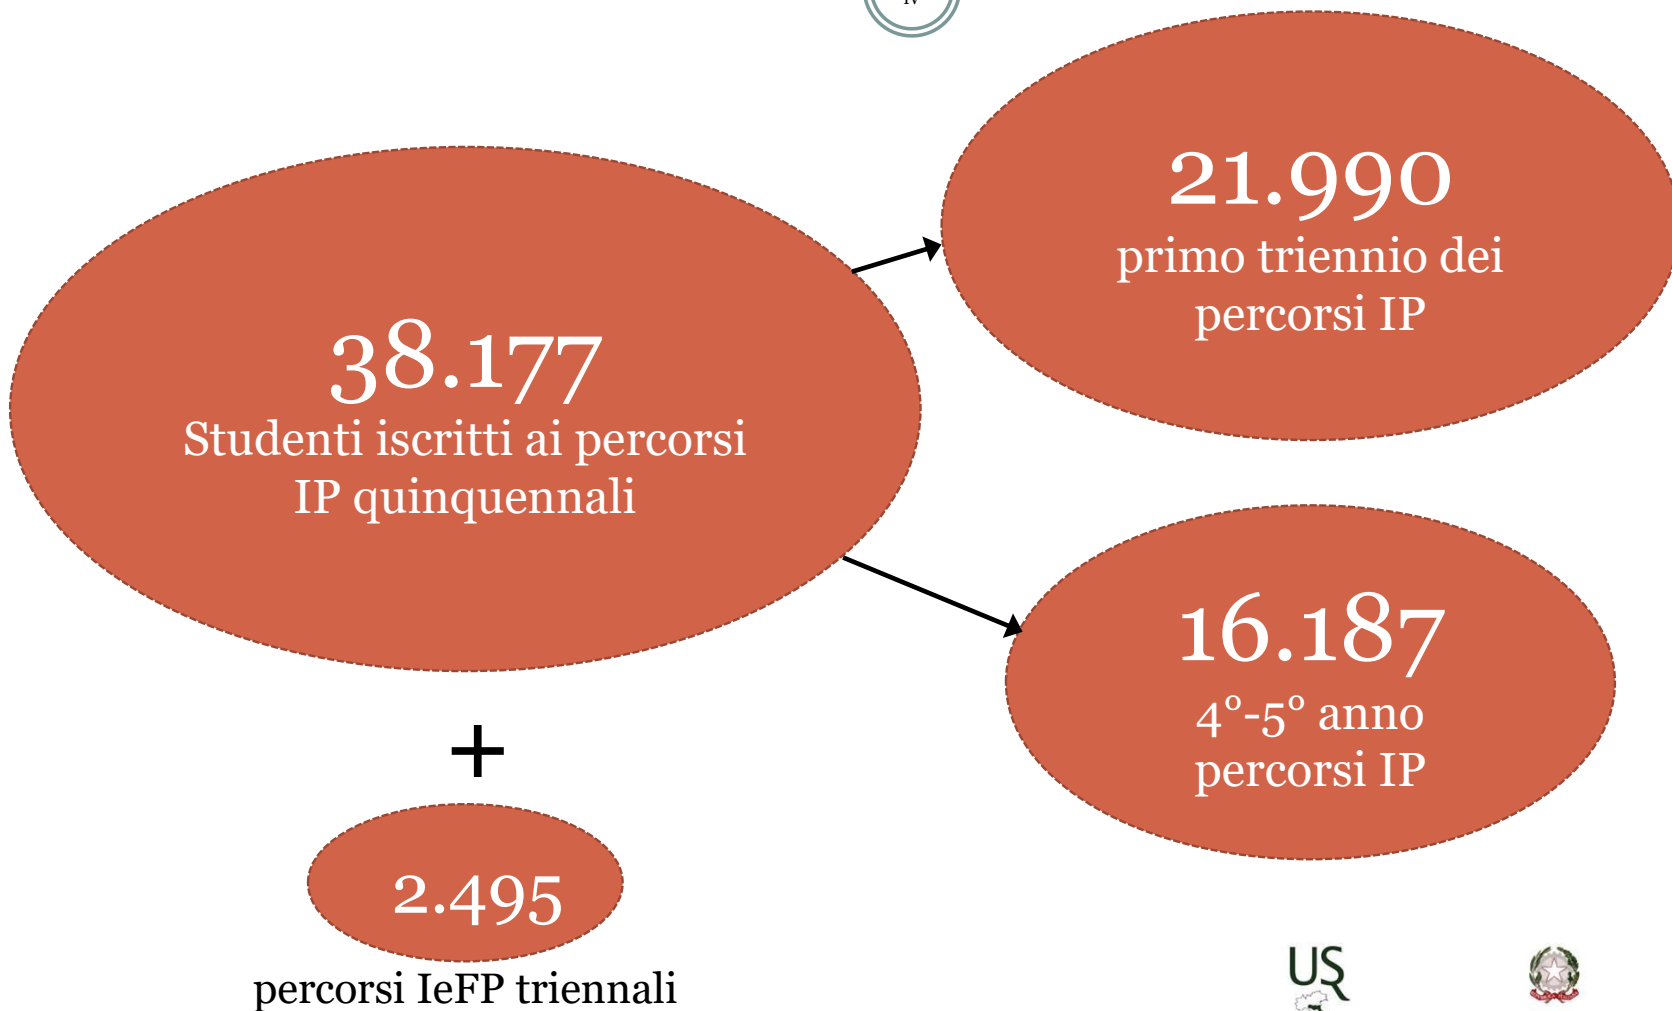 IV
38.177
Studenti iscritti ai percorsi
IP quinquennali
21.990
primo triennio dei
percorsi IP
16.187
4°-5° anno
percorsi IP
+
2.495
percorsi IeFP triennali
USR